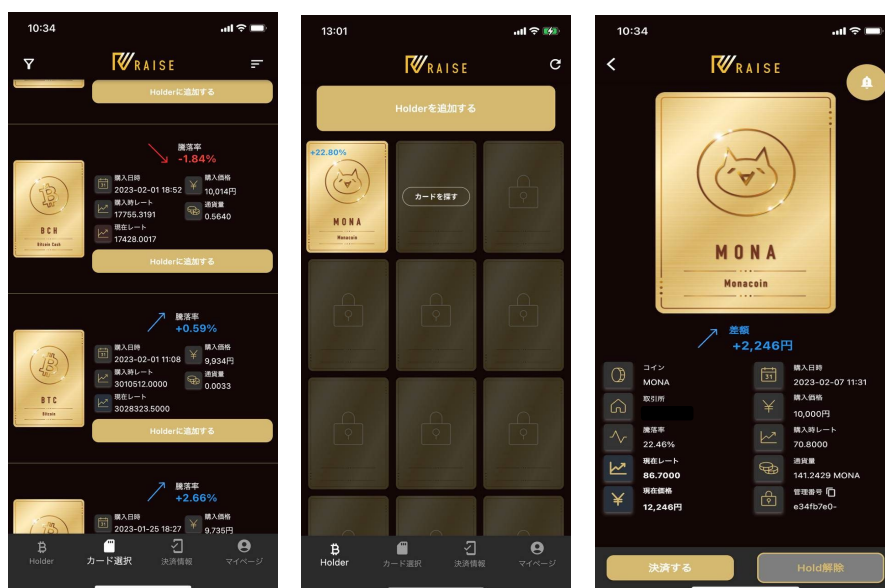 10:34
RAISE
Holderに追加する
騰落率
-1.84%
購入日時
2023-02-01 18:52
購入価格
10,014円
購入時レート
17755.3191
通貨量
0.5640
現在レート
17428.0017
BCH
Bitcoin Cash
Holderに追加する
騰落率
+0.59%
購入日時
2023-02-01 11:08
購入価格
9,934円
購入時レート
3010512.0000
通貨量
0.0033
現在レート
3028323.5000
BTC
Bitcoin
Holderに追加する
騰落率
+2.66%
購入日時
2023-01-25 18:27
購入価格
9,735円
Holder
カード選択
決済情報
マイページ
13:01
RAISE
Holderを追加する
+22.80%
MONA
Monacoin
カードを探す
Holder
カード選択
決済情報
マイページ
10:34
RAISE
MONA
Monacoin
差額
+2,246円
コイン
MONA
購入日時
2023-02-07 11:31
取引所
購入価格
10,000円
騰落率
22.46%
購入時レート
70.8000
現在レート
86.7000
通貨量
141.2429 MONA
現在価格
12,246円
管理番号
e34fb7e0-
決済する
Hold解除